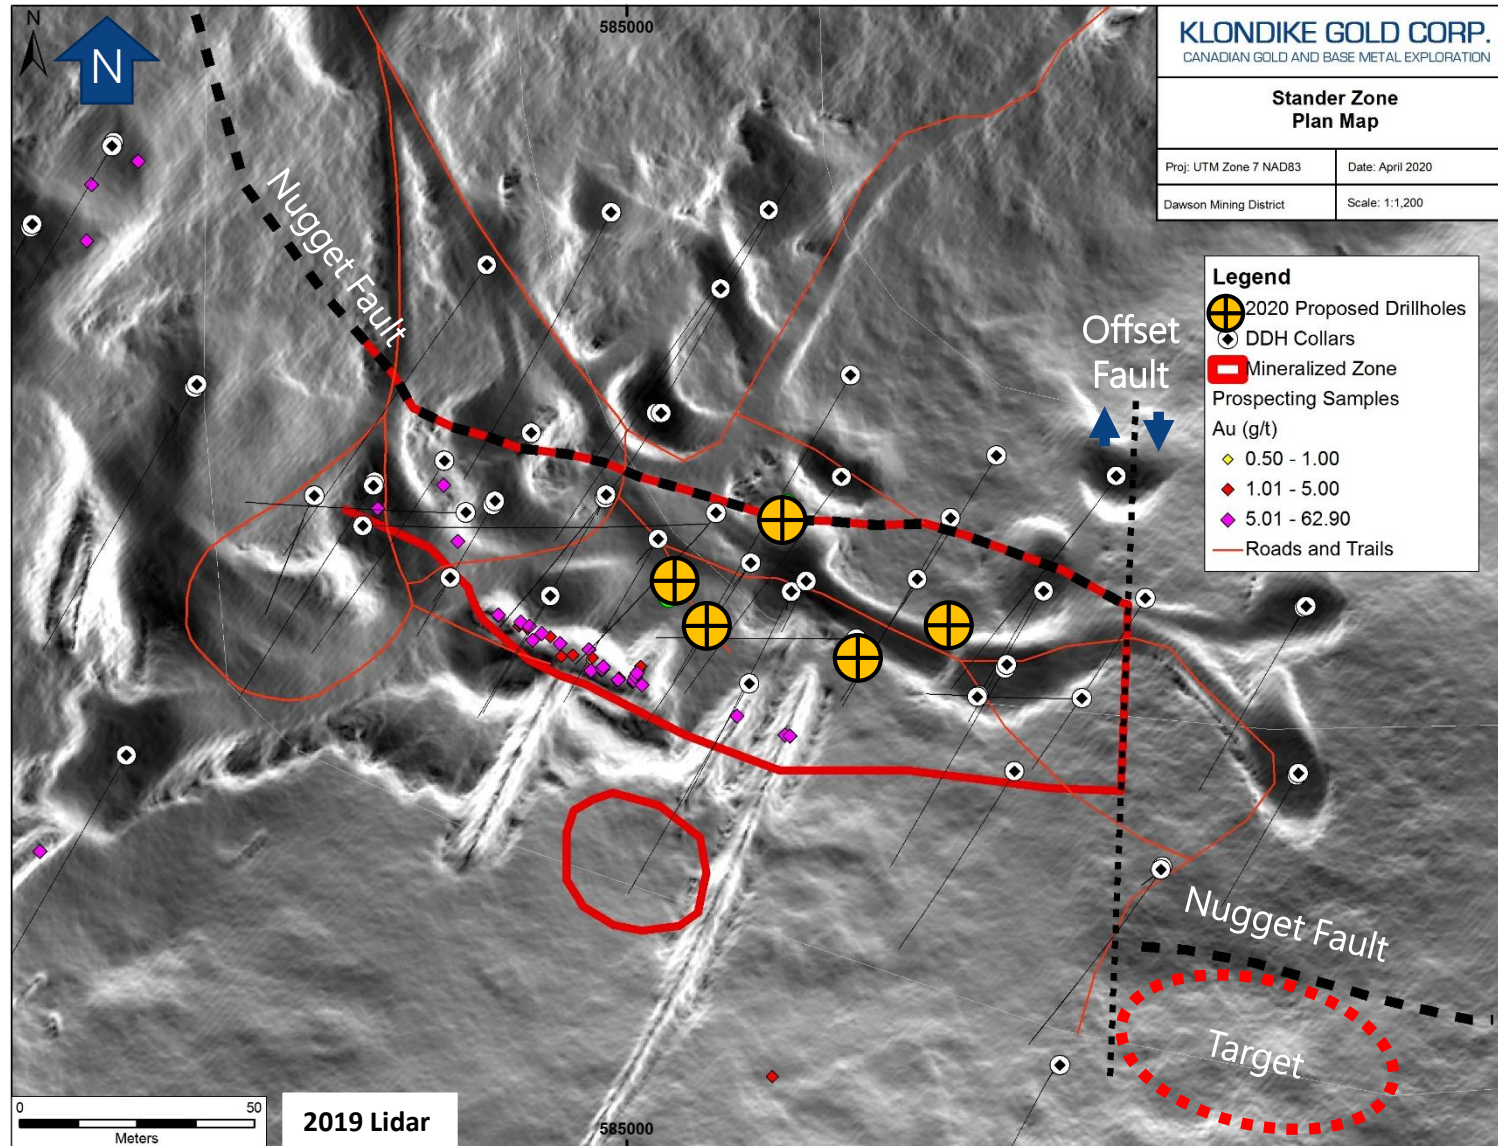 N
N
585000
KLONDIKE GOLD CORP.
CANADIAN GOLD AND BASE METAL EXPLORATION
Stander Zone
Plan Map
Proj: UTM Zone 7 NAD83
Date: April 2020
Dawson Mining District
Scale: 1:1,200
Nugget Fault
Offset
Fault
Legend
2020 Proposed Drillholes
DDH Collars
Mineralized Zone
Prospecting Samples
Au (g/t)
0.50 - 1.00
1.01 - 5.00
5.01 - 62.90
Roads and Trails
Nugget Fault
Target
0 50
Meters
2019 Lidar
585000